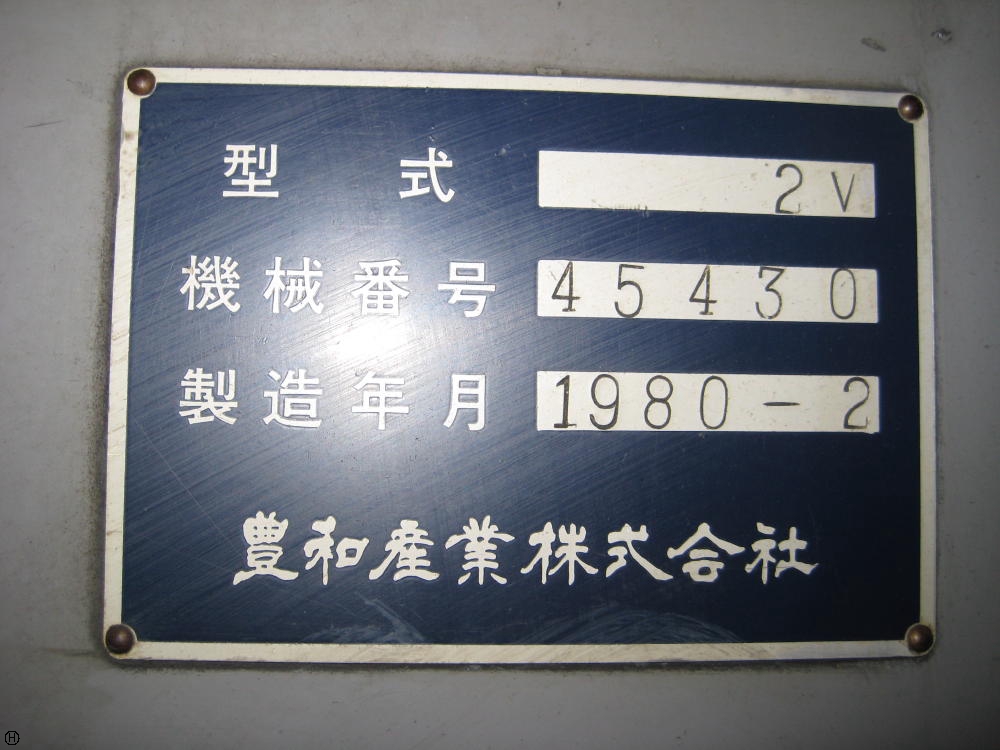 型式 2V
機械番号 45430
製造年月 1980-2
豊和産業株式会社
H